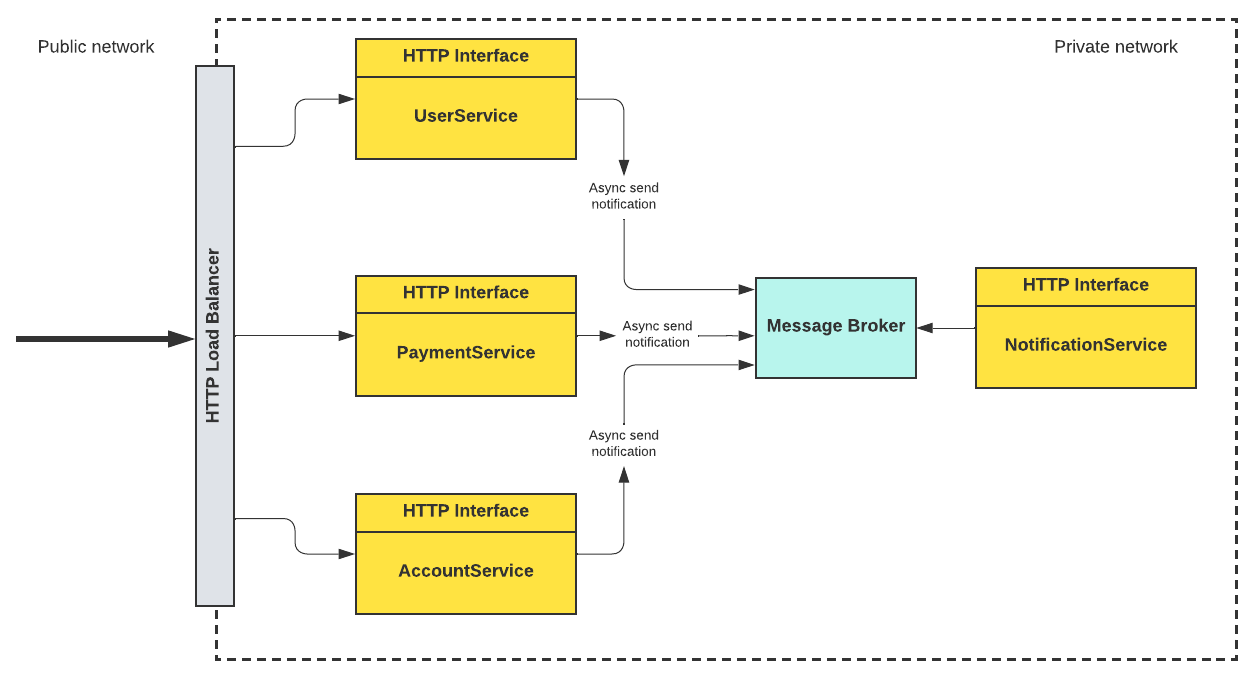 Public network
Private network
HTTP Load Balancer
HTTP Interface
UserService
Async send
notification
HTTP Interface
PaymentService
Async send
notification
Message Broker
HTTP Interface
NotificationService
Async send
notification
HTTP Interface
AccountService